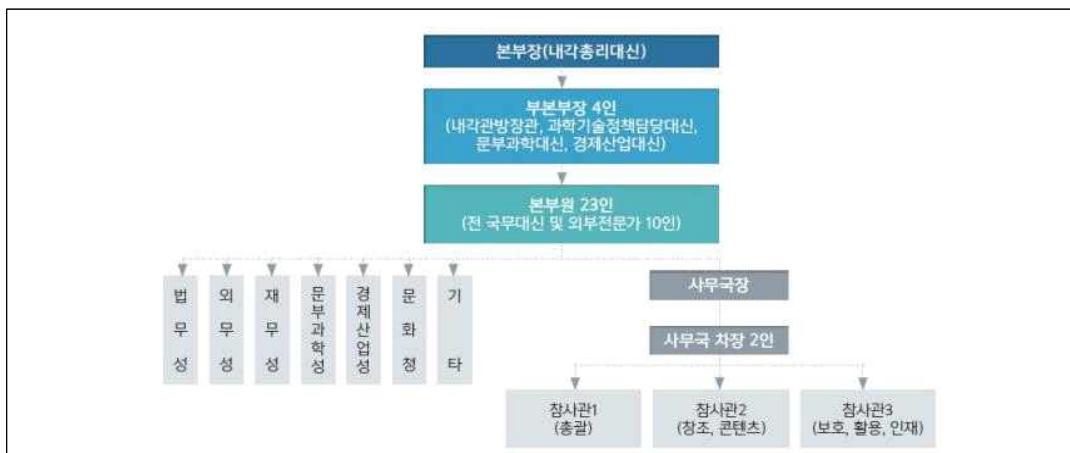 본부장(내각총리대신)
부본부장 4인
(내각관방장관, 과학기술정책담당대신,
문부과학대신, 경제산업대신)
본부원 23인
(전 국무대신 및 외부전문가 10인)
법무성
외무성
재무성
문부과학성
경제산업성
문화청
기타
사무국장
사무국 차장 2인
참사관1
(총괄)
참사관2
(창조, 콘텐츠)
참사관3
(보호, 활용, 인재)